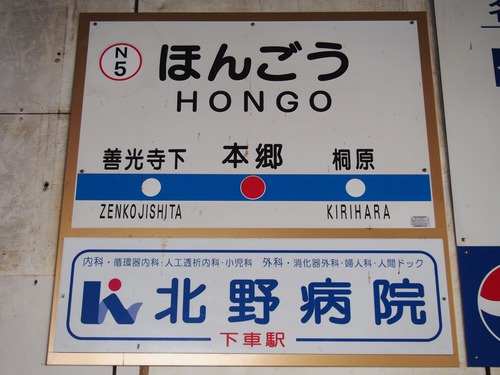 N
5
ほんごう
HONGO
善光寺下 本郷 桐原
ZENKOJISHITA KIRIHARA
内科・循環器内科・人工透析内科・小児科 外科・消化器外科・婦人科・人間ドック
北野病院
下車駅